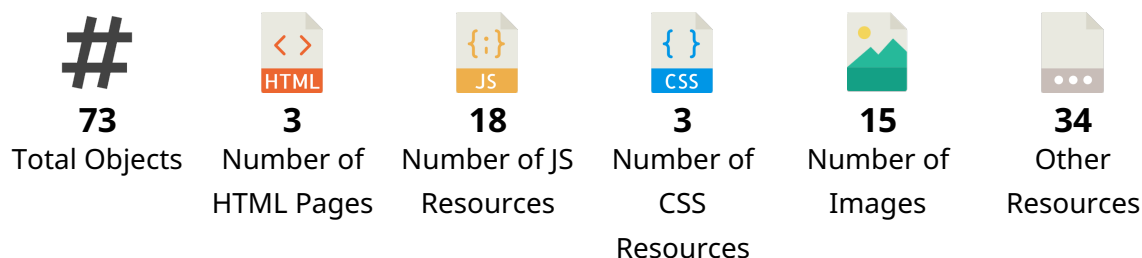 #
HTML
{;}
JS
{ }
CSS
73
Total Objects
3
Number of
HTML Pages
18
Number of JS
Resources
3
Number of
CSS
Resources
15
Number of
Images
34
Other
Resources